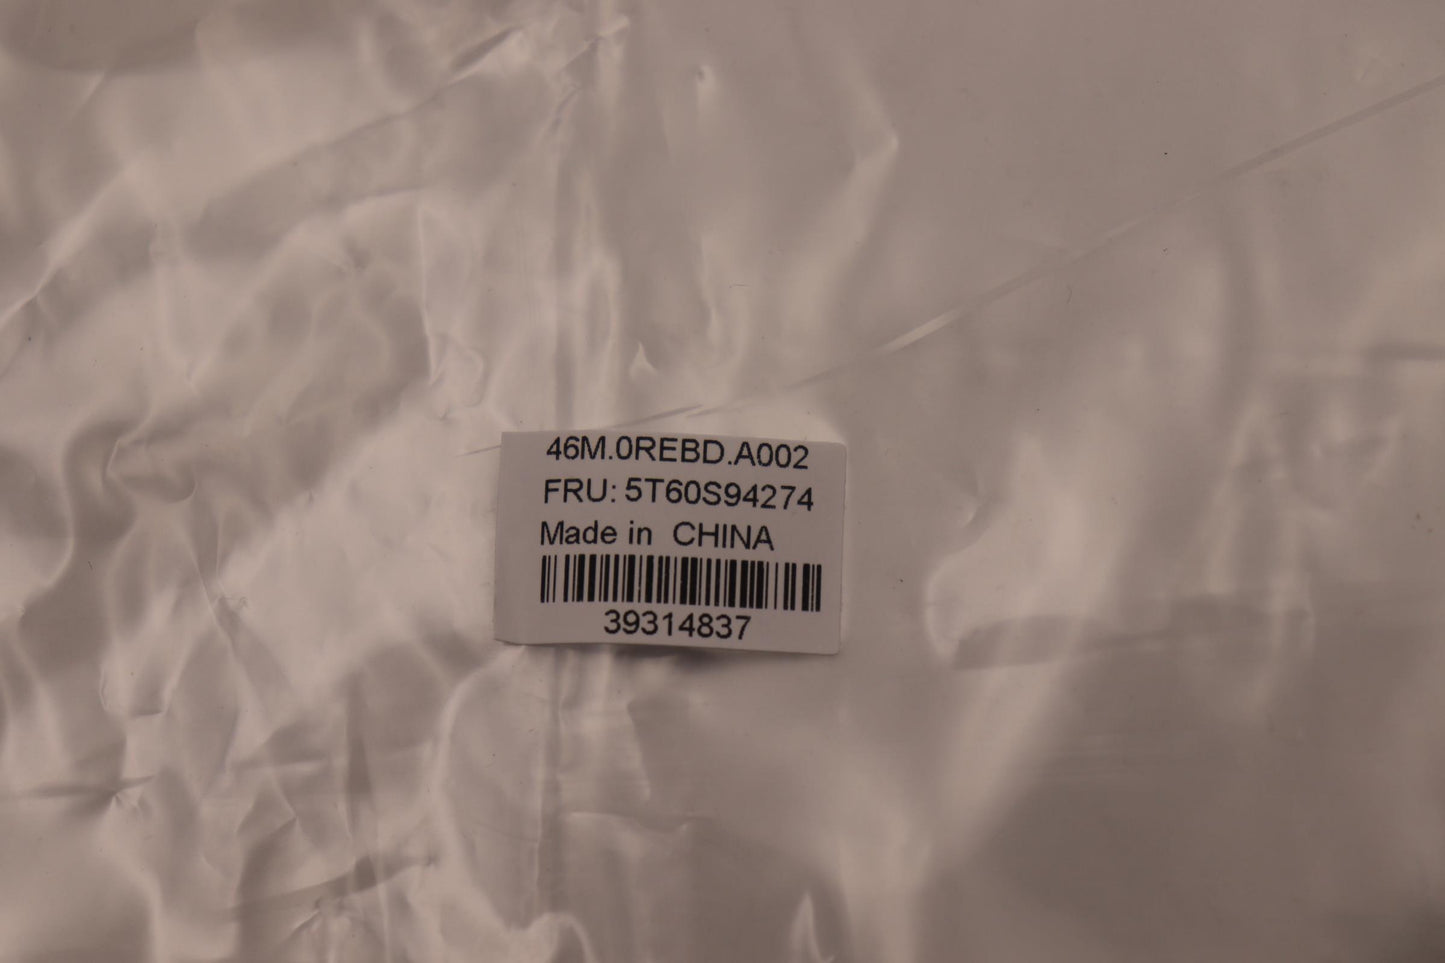 46M.0REBD.A002
FRU: 5T60S94274
Made in CHINA
39314837